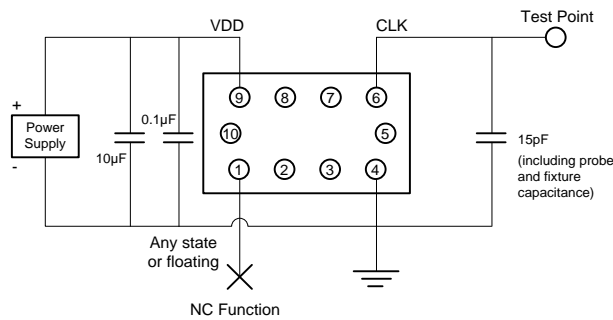 VDD
CLK
Test Point
+
Power
Supply
-
10µF
0.1µF
9
8
7
6
10
5
1
2
3
4
15pF
(including probe
and fixture
capacitance)
Any state
or floating
NC Function